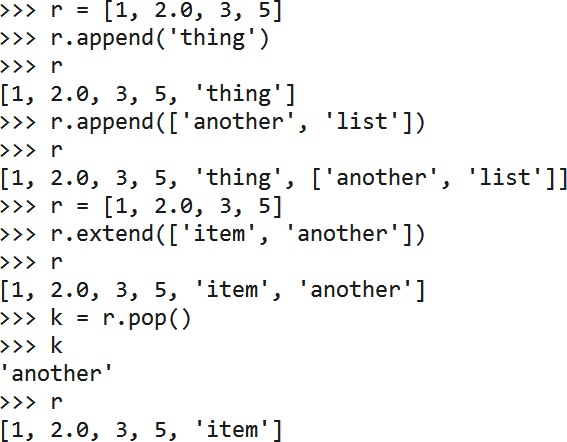 >>> r = [1, 2.0, 3, 5]
>>> r.append('thing')
>>> r
[1, 2.0, 3, 5, 'thing']
>>> r.append(['another', 'list'])
>>> r
[1, 2.0, 3, 5, 'thing', ['another', 'list']]
>>> r = [1, 2.0, 3, 5]
>>> r.extend(['item', 'another'])
>>> r
[1, 2.0, 3, 5, 'item', 'another']
>>> k = r.pop()
>>> k
'another'
>>> r
[1, 2.0, 3, 5, 'item']